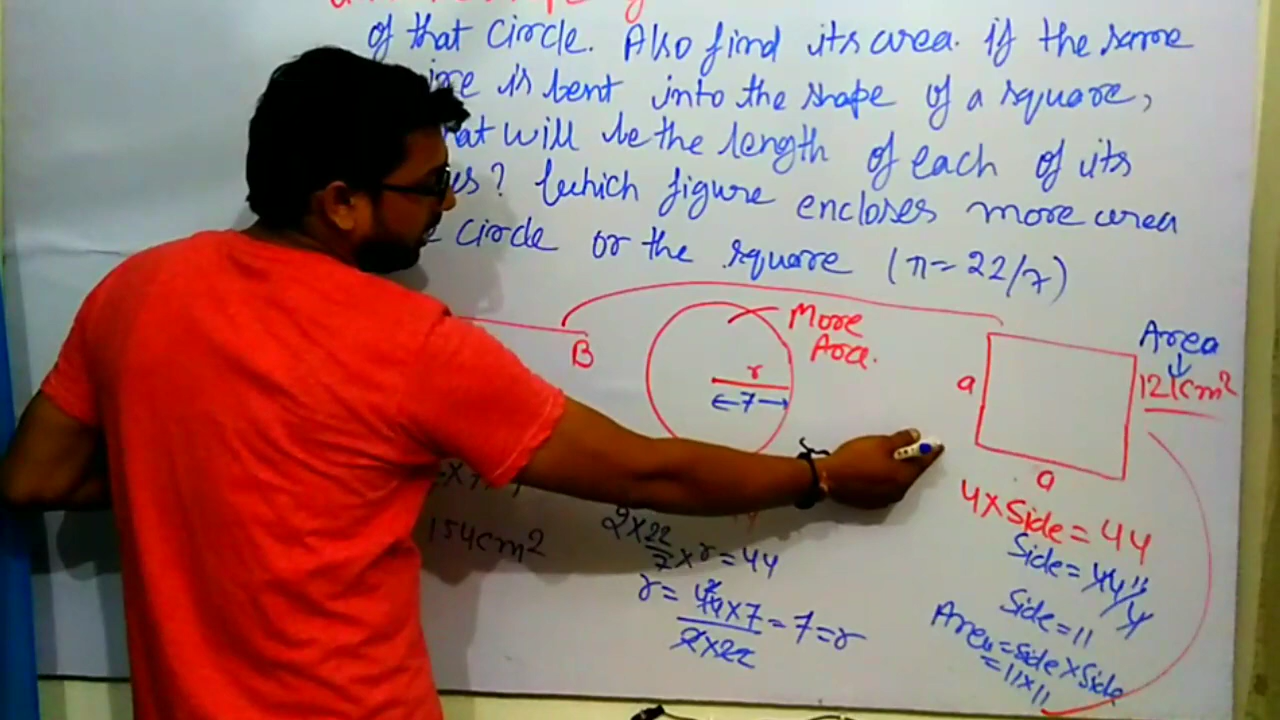 of that circle. Also find its area. if the same
is bent into the shape of a square,
will be the length of each of its
? which figure encloses more area
circle or the square (π = 22/7)
B
r
←7→
More
Area.
a
a
Area
↓
121cm²
154cm²
2×22/7×r=44
r=44×7/2×22=7=r
4×Side=44
Side=44/4 11
Side=11
Area=Side×Side
=11×11